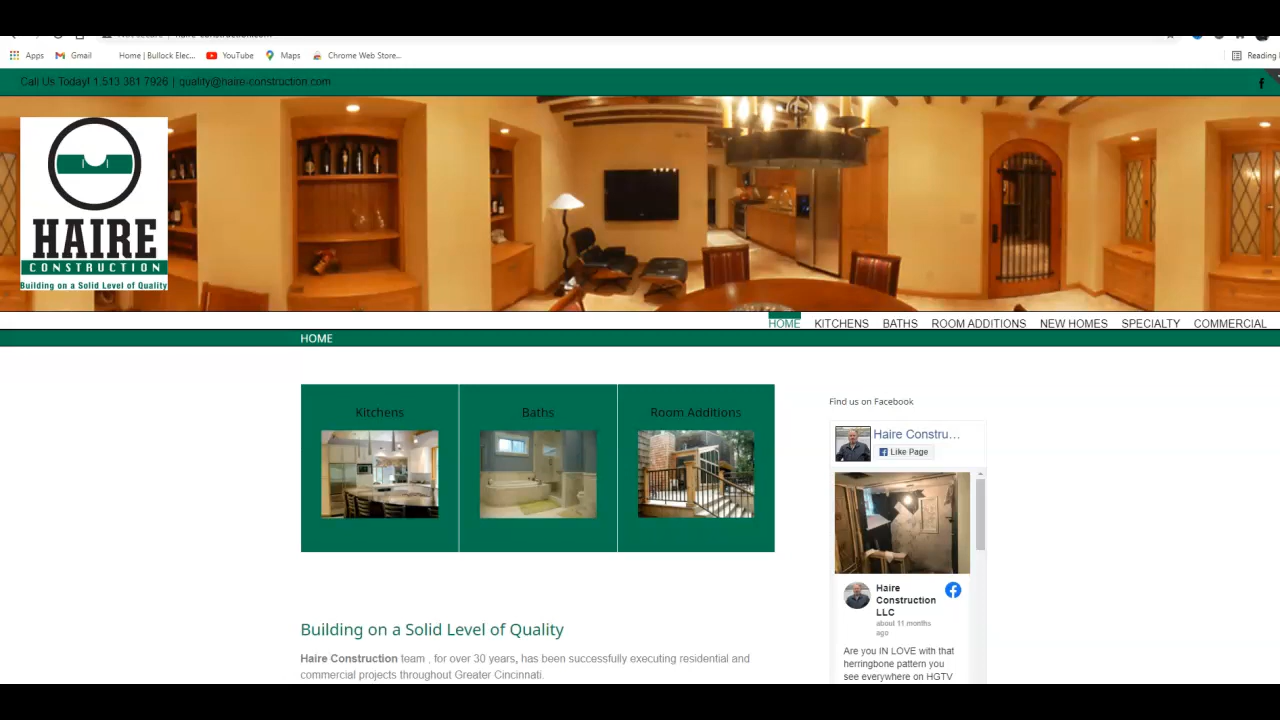 Apps Gmail Home | Bullock Elec... YouTube Maps Chrome Web Store... Reading
Call Us Today! 1.513.381.7926 | quality@haire-construction.com
HAIRE
CONSTRUCTION
Building on a Solid Level of Quality
HOME KITCHENS BATHS ROOM ADDITIONS NEW HOMES SPECIALTY COMMERCIAL
HOME
Kitchens Baths Room Additions
Find us on Facebook
Haire Constru...
Like Page
Haire
Construction
LLC
about 11 months
ago
Are you IN LOVE with that
herringbone pattern you
see everywhere on HGTV
Building on a Solid Level of Quality
Haire Construction team , for over 30 years, has been successfully executing residential and
commercial projects throughout Greater Cincinnati.